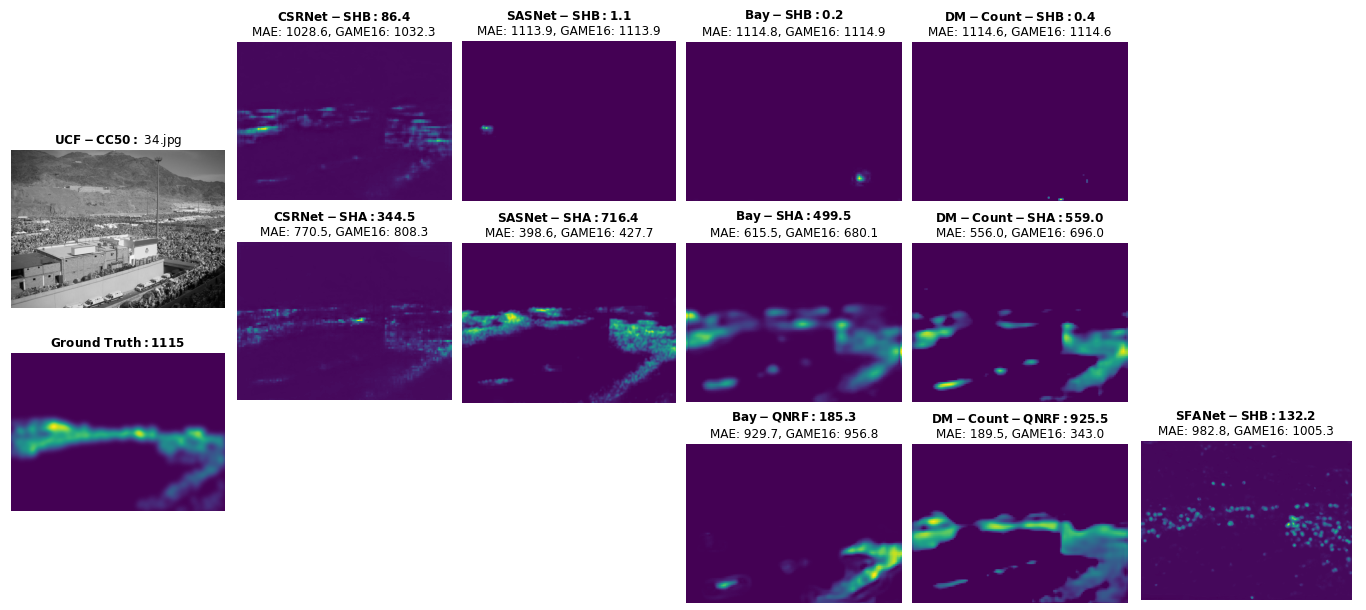 CSRNet − SHB : 86.4
MAE: 1028.6, GAME16: 1032.3
SASNet − SHB : 1.1
MAE: 1113.9, GAME16: 1113.9
Bay − SHB : 0.2
MAE: 1114.8, GAME16: 1114.9
DM − Count − SHB : 0.4
MAE: 1114.6, GAME16: 1114.6
UCF − CC50 : 34.jpg
CSRNet − SHA : 344.5
MAE: 770.5, GAME16: 808.3
SASNet − SHA : 716.4
MAE: 398.6, GAME16: 427.7
Bay − SHA : 499.5
MAE: 615.5, GAME16: 680.1
DM − Count − SHA : 559.0
MAE: 556.0, GAME16: 696.0
Ground Truth : 1115
Bay − QNRF : 185.3
MAE: 929.7, GAME16: 956.8
DM − Count − QNRF : 925.5
MAE: 189.5, GAME16: 343.0
SFANet − SHB : 132.2
MAE: 982.8, GAME16: 1005.3